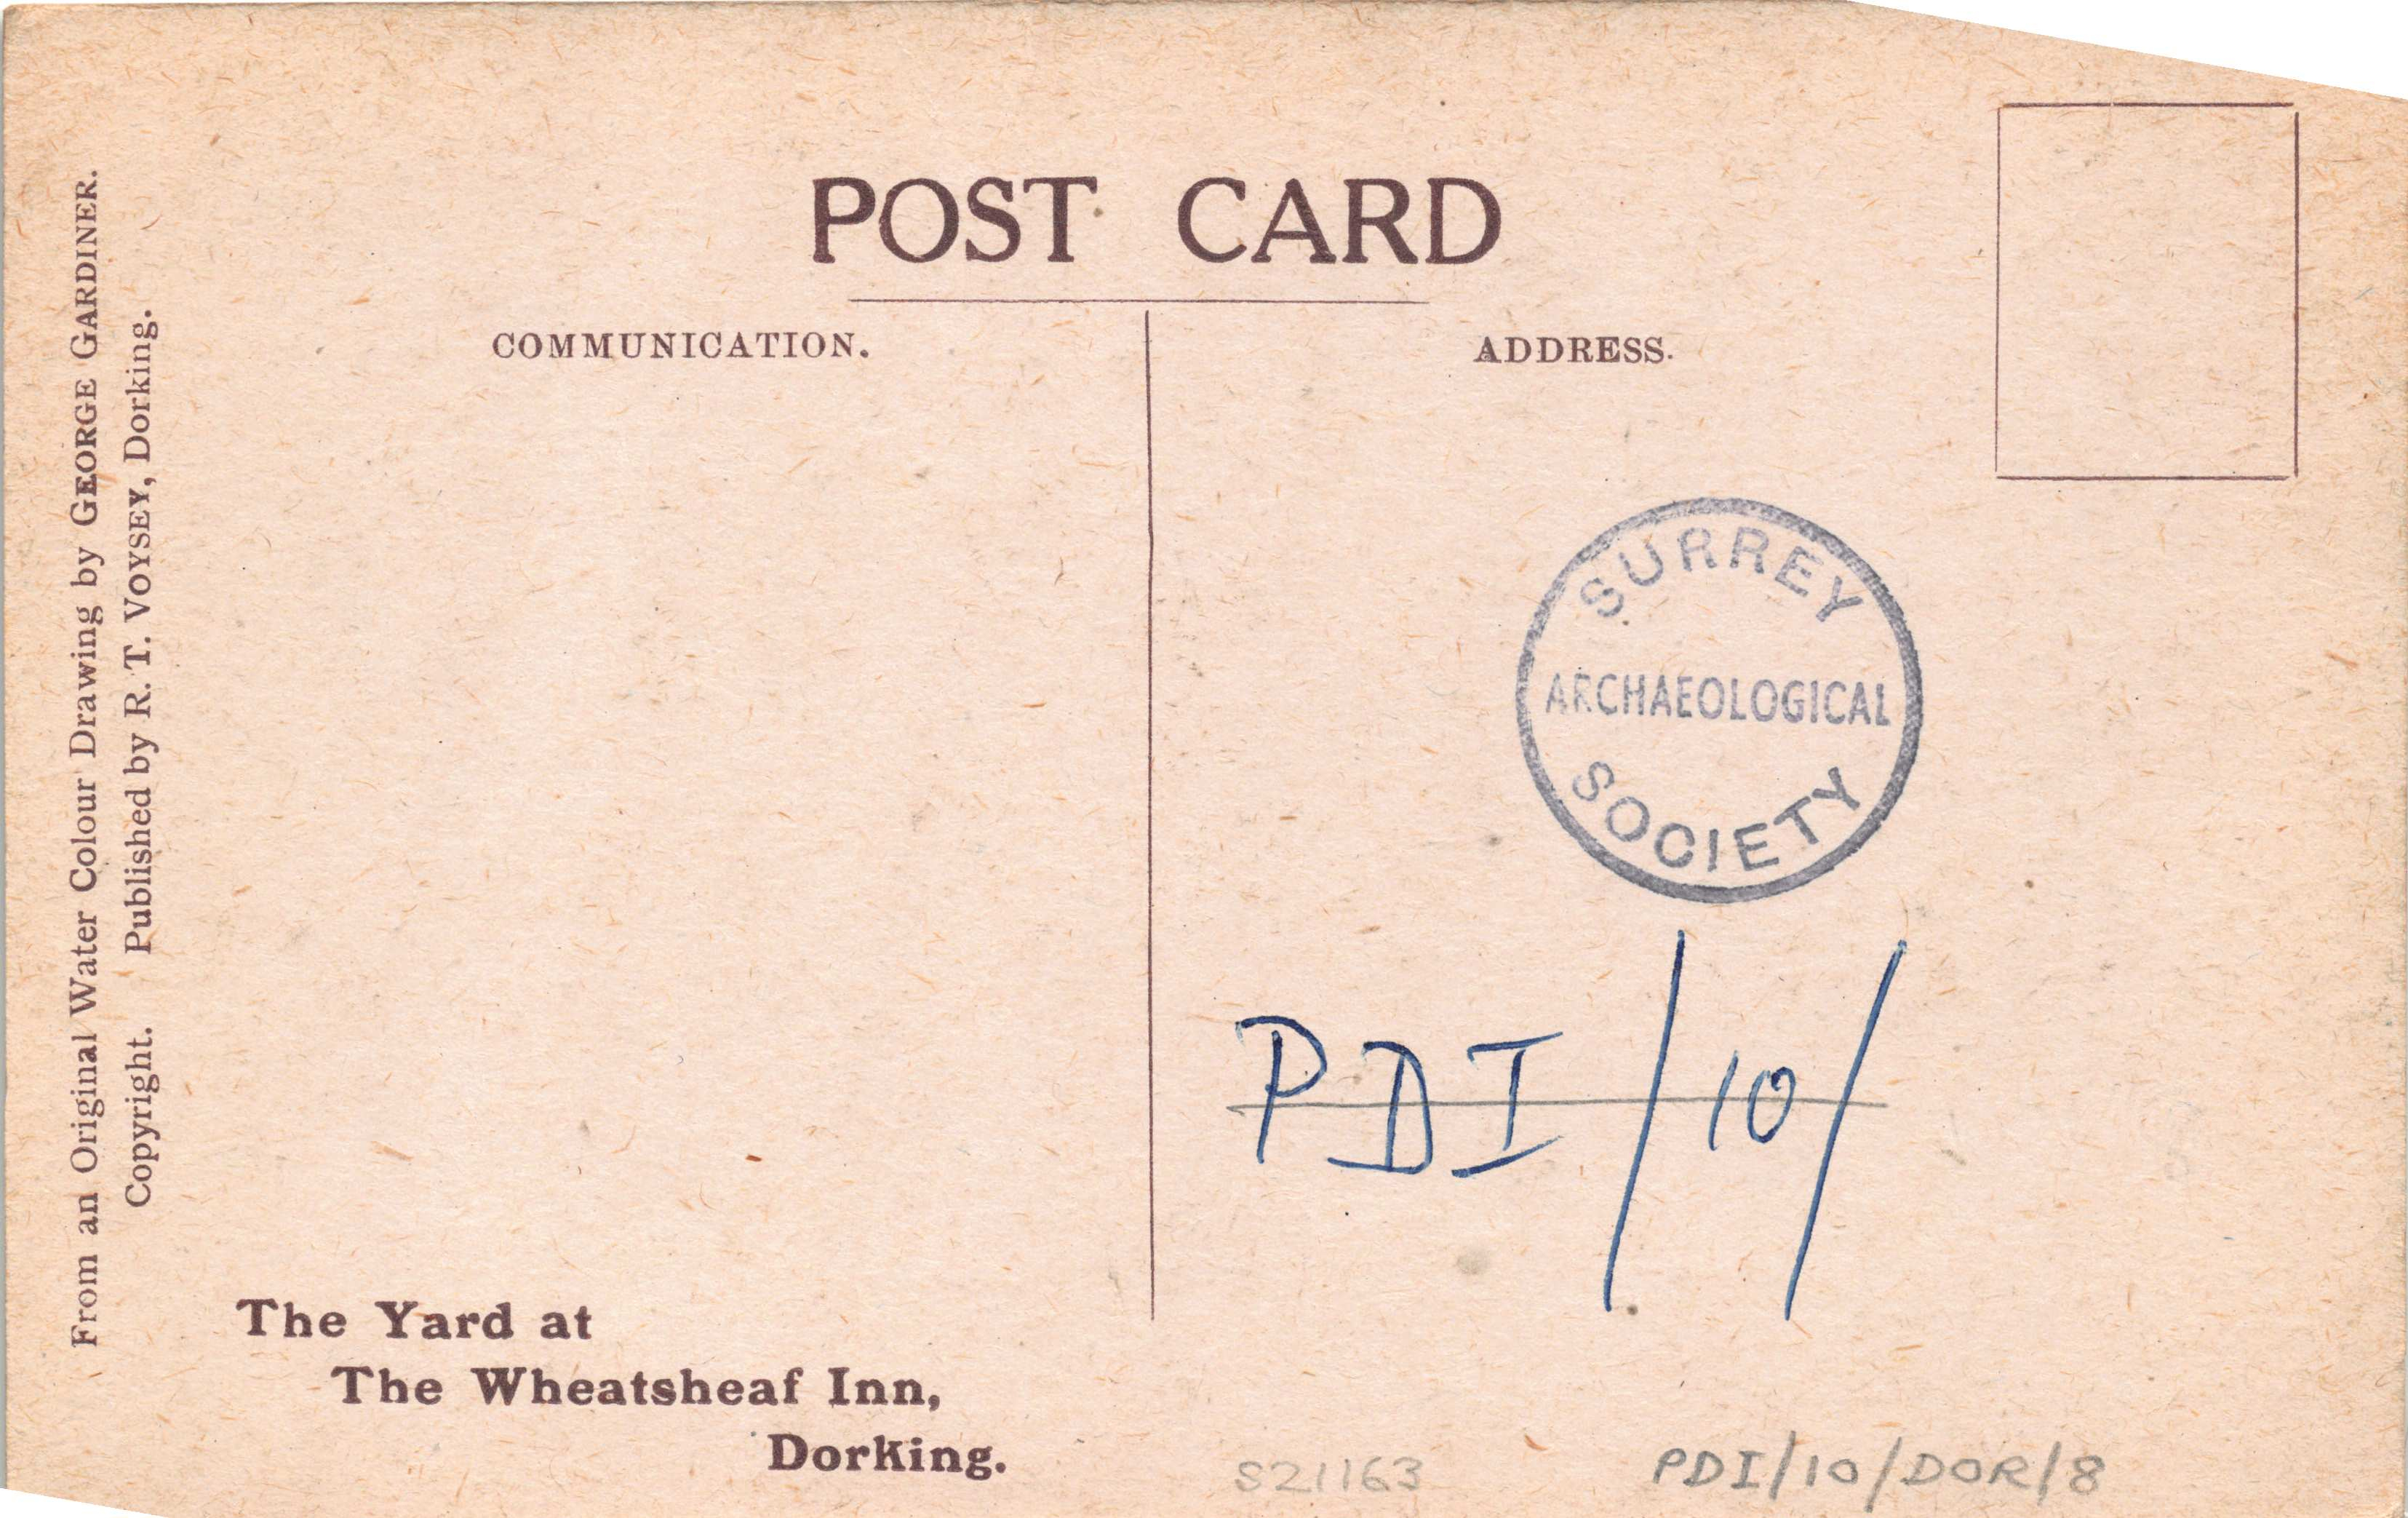 POST CARD
COMMUNICATION.
ADDRESS.
From an Original Water Colour Drawing by GEORGE GARDINER.
Copyright. Published by R. T. VOYSEY, Dorking.
SURREY
ARCHAEOLOGICAL
SOCIETY
PDI/10/
The Yard at
The Wheatsheaf Inn,
Dorking.
S21163
PDI/10/DOR/8